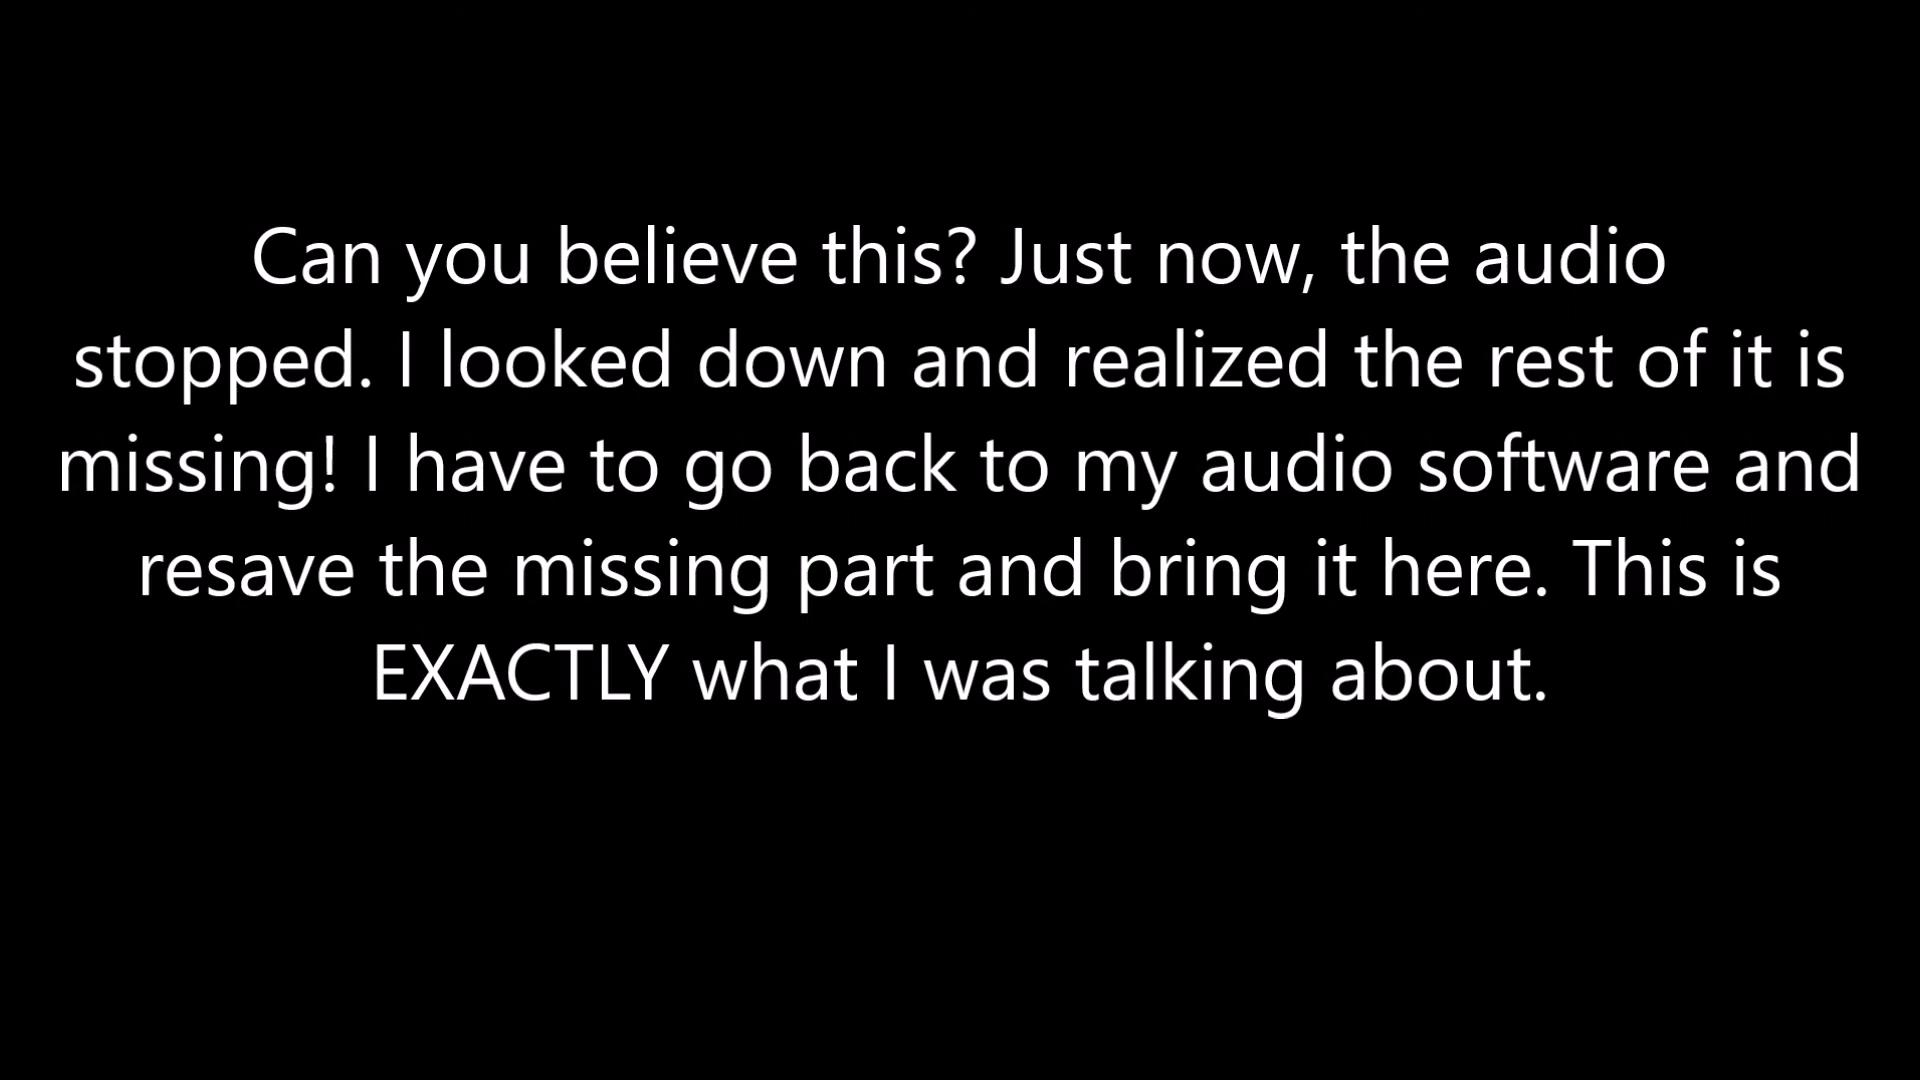 Can you believe this? Just now, the audio
stopped. I looked down and realized the rest of it is
missing! I have to go back to my audio software and
resave the missing part and bring it here. This is
EXACTLY what I was talking about.